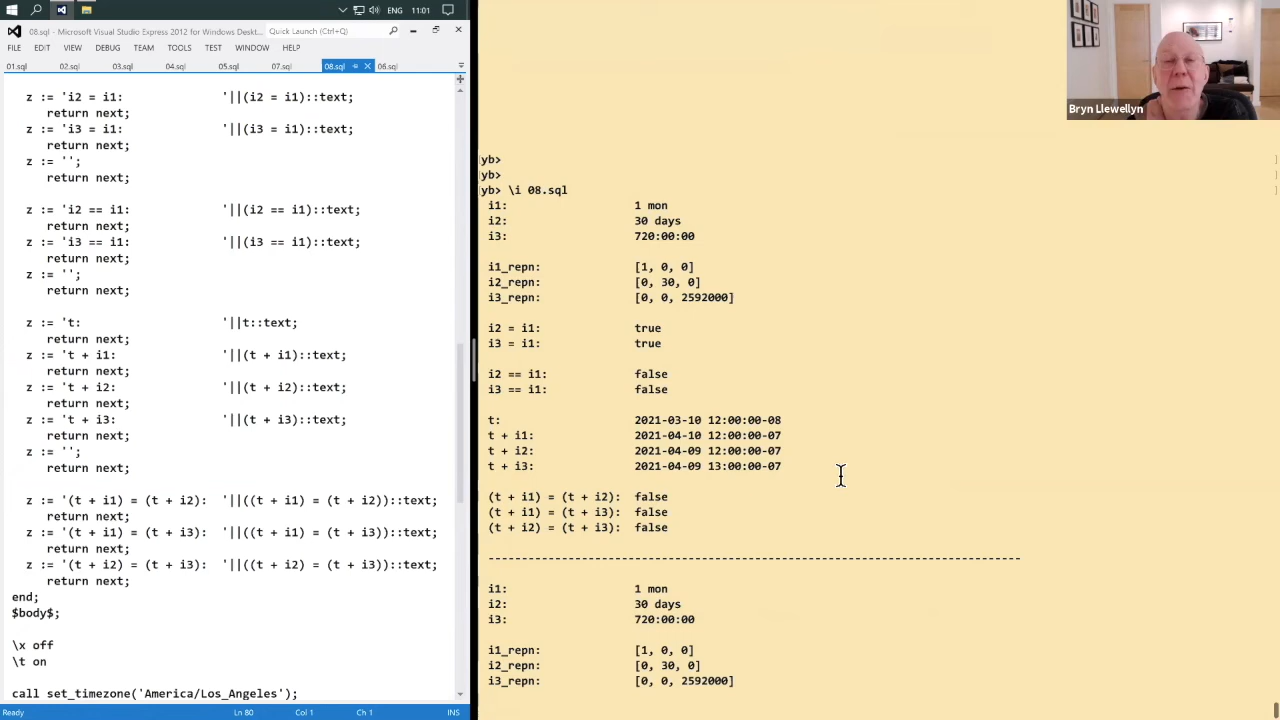 ENG 11:01
08.sql - Microsoft Visual Studio Express 2012 for Windows Deskt... Quick Launch (Ctrl+Q)
FILE EDIT VIEW DEBUG TEAM TOOLS TEST WINDOW HELP
01.sql 02.sql 03.sql 04.sql 05.sql 07.sql 08.sql 06.sql
z := 'i2 = i1: '||(i2 = i1)::text;
return next;
z := 'i3 = i1: '||(i3 = i1)::text;
return next;
z := '';
return next;
z := 'i2 == i1: '||(i2 == i1)::text;
return next;
z := 'i3 == i1: '||(i3 == i1)::text;
return next;
z := '';
return next;
z := 't: '||t::text;
return next;
z := 't + i1: '||(t + i1)::text;
return next;
z := 't + i2: '||(t + i2)::text;
return next;
z := 't + i3: '||(t + i3)::text;
return next;
z := '';
return next;
z := '(t + i1) = (t + i2): '||((t + i1) = (t + i2))::text;
return next;
z := '(t + i1) = (t + i3): '||((t + i1) = (t + i3))::text;
return next;
z := '(t + i2) = (t + i3): '||((t + i2) = (t + i3))::text;
return next;
end;
$body$;
\x off
\t on
call set_timezone('America/Los_Angeles');
Ready Ln 80 Col 1 Ch 1 INS
Bryn Llewellyn
yb>
yb>
yb> \i 08.sql
i1: 1 mon
i2: 30 days
i3: 720:00:00
i1_repn: [1, 0, 0]
i2_repn: [0, 30, 0]
i3_repn: [0, 0, 2592000]
i2 = i1: true
i3 = i1: true
i2 == i1: false
i3 == i1: false
t: 2021-03-10 12:00:00-08
t + i1: 2021-04-10 12:00:00-07
t + i2: 2021-04-09 12:00:00-07
t + i3: 2021-04-09 13:00:00-07
(t + i1) = (t + i2): false
(t + i1) = (t + i3): false
(t + i2) = (t + i3): false
--------------------------------------------------------------------------------
i1: 1 mon
i2: 30 days
i3: 720:00:00
i1_repn: [1, 0, 0]
i2_repn: [0, 30, 0]
i3_repn: [0, 0, 2592000]